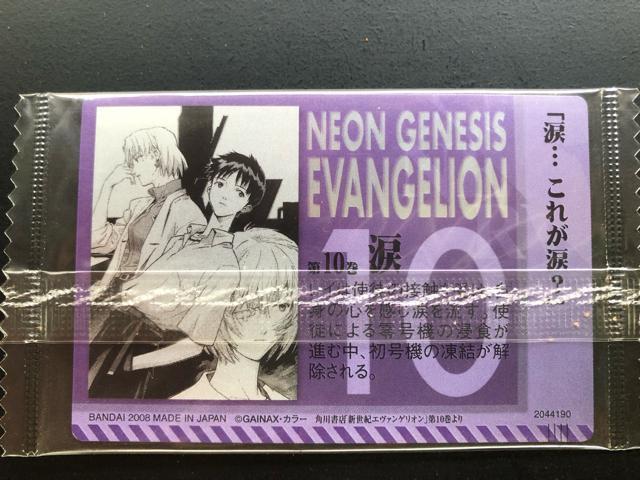 NEON GENESIS
EVANGELION
10
「涙… これが涙？」
第10巻 涙
身の心を感じ涙を流す。使
徒による零号機の浸食が
進む中、初号機の凍結が解
除される。
BANDAI 2008 MADE IN JAPAN ©GAINAX・カラー 角川書店「新世紀エヴァンゲリオン」第10巻より
2044190